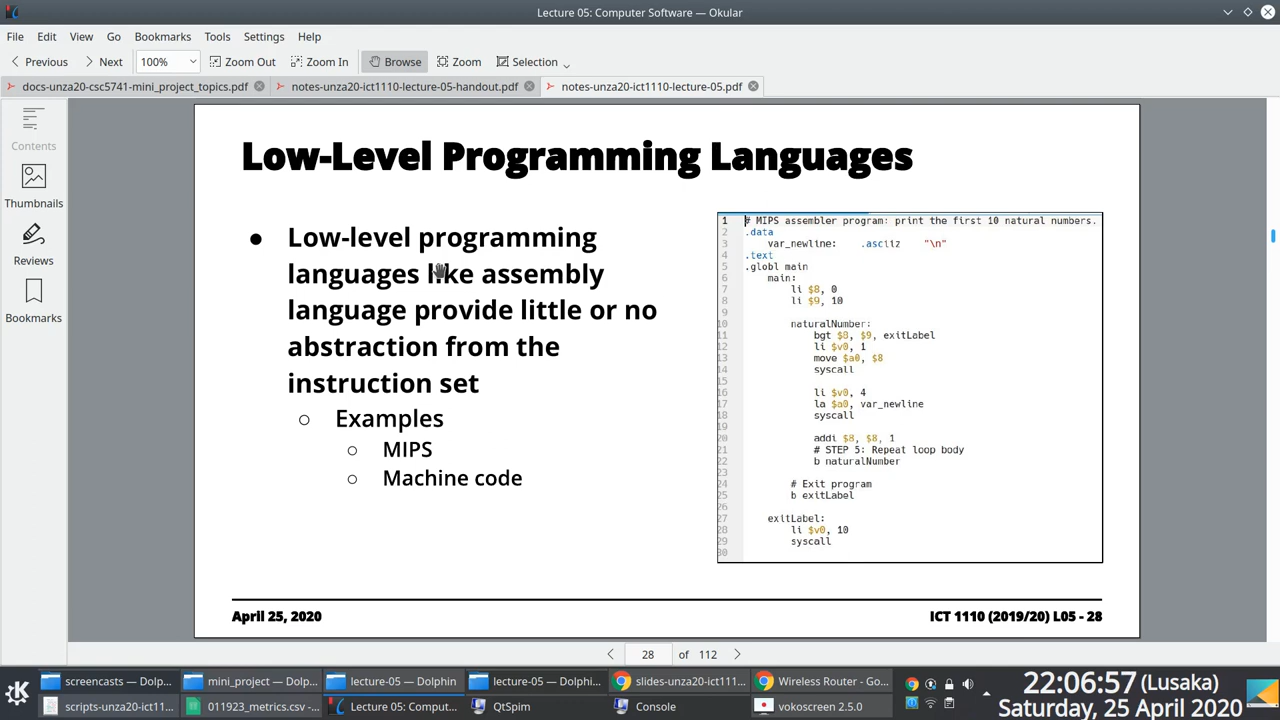 Lecture 05: Computer Software — Okular
File Edit View Go Bookmarks Tools Settings Help
Previous Next 100% Zoom Out Zoom In Browse Zoom Selection
docs-unza20-csc5741-mini_project_topics.pdf notes-unza20-ict1110-lecture-05-handout.pdf notes-unza20-ict1110-lecture-05.pdf
Contents
Thumbnails
Reviews
Bookmarks
Low-Level Programming Languages
● Low-level programming
languages like assembly
language provide little or no
abstraction from the
instruction set
○ Examples
○ MIPS
○ Machine code
1 # MIPS assembler program: print the first 10 natural numbers.
2 .data
3 var_newline: .asciiz "\n"
4 .text
5 .globl main
6 main:
7 li $8, 0
8 li $9, 10
9
10 naturalNumber:
11 bgt $8, $9, exitLabel
12 li $v0, 1
13 move $a0, $8
14 syscall
15
16 li $v0, 4
17 la $a0, var_newline
18 syscall
19
20 addi $8, $8, 1
21 # STEP 5: Repeat loop body
22 b naturalNumber
23
24 # Exit program
25 b exitLabel
26
27 exitLabel:
28 li $v0, 10
29 syscall
30
April 25, 2020 ICT 1110 (2019/20) L05 - 28
28 of 112
screencasts — Dolp... mini_project — Dolp... lecture-05 — Dolphin lecture-05 — Dolphi... slides-unza20-ict111... Wireless Router - Go...
scripts-unza20-ict11... 011923_metrics.csv -... Lecture 05: Comput... QtSpim Console vokoscreen 2.5.0
22:06:57 (Lusaka)
Saturday, 25 April 2020